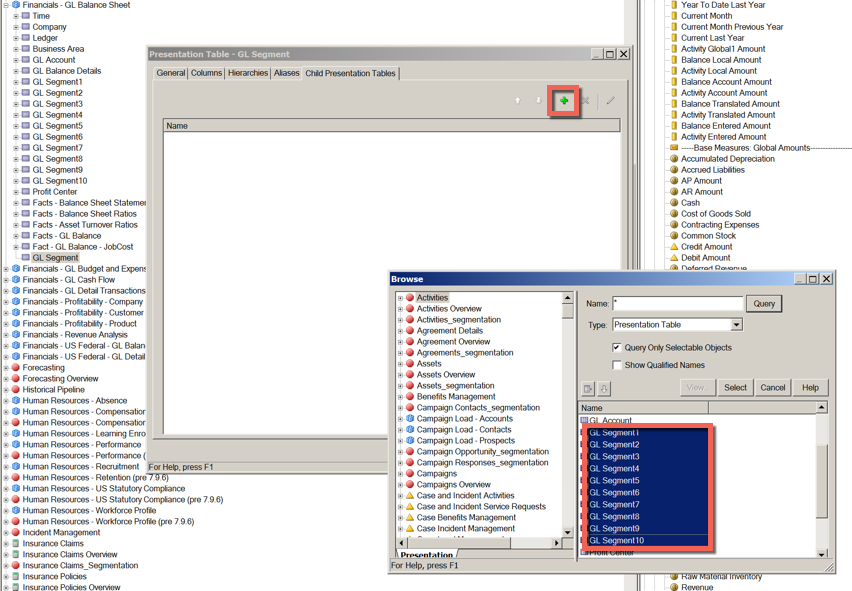 Financials - GL Balance Sheet
Time
Company
Ledger
Business Area
GL Account
GL Balance Details
GL Segment1
GL Segment2
GL Segment3
GL Segment4
GL Segment5
GL Segment6
GL Segment7
GL Segment8
GL Segment9
GL Segment10
Profit Center
Facts - Balance Sheet Statemen
Facts - Balance Sheet Ratios
Facts - Asset Turnover Ratios
Facts - GL Balance
Fact - GL Balance - JobCost
GL Segment
Financials - GL Budget and Expens
Financials - GL Cash Flow
Financials - GL Detail Transactions
Financials - Profitability - Company
Financials - Profitability - Customer
Financials - Profitability - Product
Financials - Revenue Analysis
Financials - US Federal - GL Balan
Financials - US Federal - GL Detail
Forecasting
Forecasting Overview
Historical Pipeline
Human Resources - Absence
Human Resources - Compensation
Human Resources - Compensation
Human Resources - Learning Enro
Human Resources - Performance
Human Resources - Performance (
Human Resources - Recruitment
Human Resources - Retention (pre 7.9.6)
Human Resources - US Statutory Compliance
Human Resources - US Statutory Compliance (pre 7.9.6)
Human Resources - Workforce Profile
Human Resources - Workforce Profile (pre 7.9.6)
Incident Management
Insurance Claims
Insurance Claims Overview
Insurance Claims_Segmentation
Insurance Policies
Insurance Policies Overview
Presentation Table - GL Segment
General
Columns
Hierarchies
Aliases
Child Presentation Tables
Name
For Help, press F1
Year To Date Last Year
Current Month
Current Month Previous Year
Current Last Year
Activity Global1 Amount
Balance Local Amount
Activity Local Amount
Balance Account Amount
Activity Account Amount
Balance Translated Amount
Activity Translated Amount
Balance Entered Amount
Activity Entered Amount
-----Base Measures: Global Amounts-----------------
Accumulated Depreciation
Accrued Liabilities
AP Amount
AR Amount
Cash
Cost of Goods Sold
Contracting Expenses
Common Stock
Credit Amount
Debit Amount
Deferred Revenue
Browse
Activities
Activities Overview
Activities_segmentation
Agreement Details
Agreement Overview
Agreements_segmentation
Assets
Assets Overview
Assets_segmentation
Benefits Management
Campaign Contacts_segmentation
Campaign Load - Accounts
Campaign Load - Contacts
Campaign Load - Prospects
Campaign Opportunity_segmentation
Campaign Responses_segmentation
Campaigns
Campaigns Overview
Case and Incident Activities
Case and Incident Service Requests
Case Benefits Management
Case Incident Management
Presentation
For Help, press F1
Name: *
Query
Type: Presentation Table
Query Only Selectable Objects
Show Qualified Names
View...
Select
Cancel
Help
Name
GL Account
GL Segment1
GL Segment2
GL Segment3
GL Segment4
GL Segment5
GL Segment6
GL Segment7
GL Segment8
GL Segment9
GL Segment10
Profit Center
Raw Material Inventory
Revenue